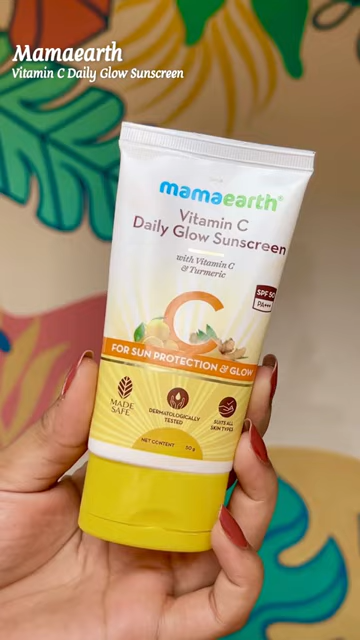 Mamaearth
Vitamin C Daily Glow Sunscreen
mamaearth
Vitamin C
Daily Glow Sunscreen
with Vitamin C
& Turmeric
SPF 50
PA+++
C
FOR SUN PROTECTION & GLOW
MADE
SAFE
DERMATOLOGICALLY
TESTED
SUITS ALL
SKIN TYPES
NET CONTENT 50 g